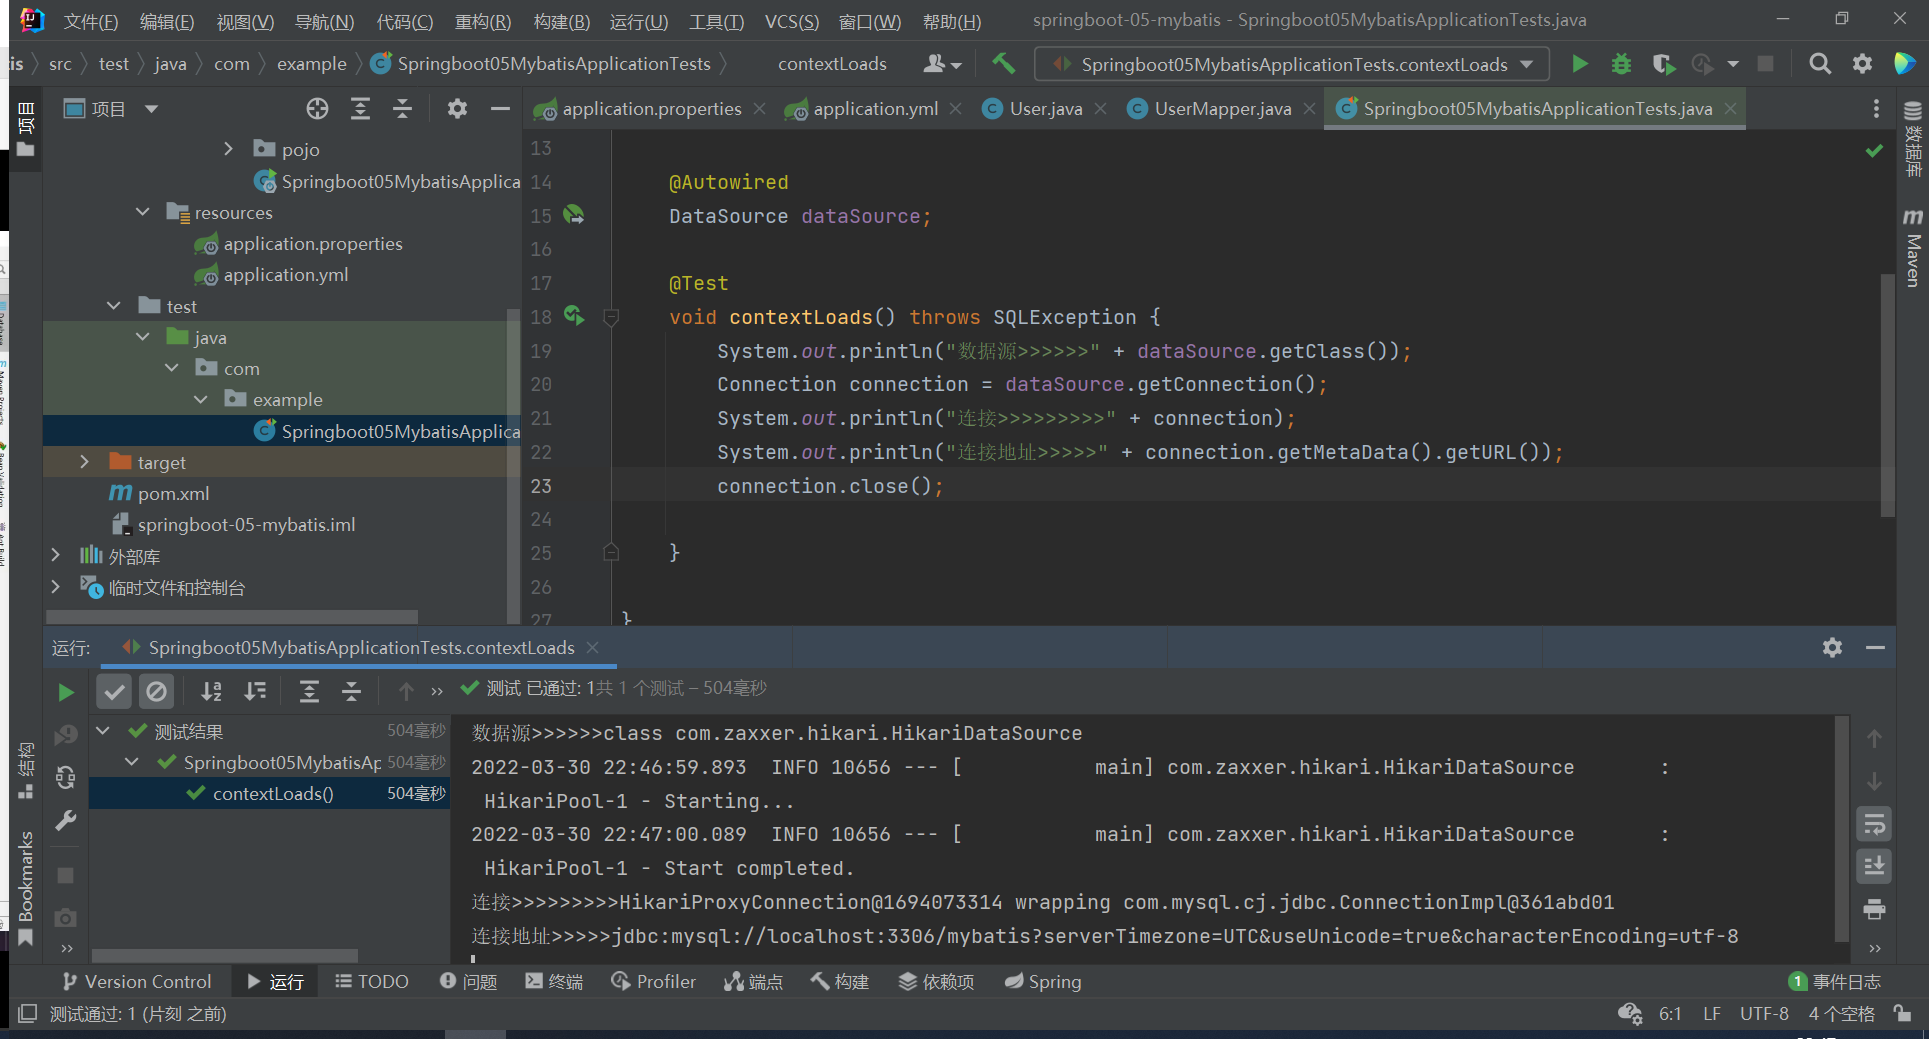 文件(F) 编辑(E) 视图(V) 导航(N) 代码(C) 重构(R) 构建(B) 运行(U) 工具(T) VCS(S) 窗口(W) 帮助(H) springboot-05-mybatis - Springboot05MybatisApplicationTests.java
is src test java com example Springboot05MybatisApplicationTests contextLoads Springboot05MybatisApplicationTests.contextLoads
项目
application.properties application.yml User.java UserMapper.java Springboot05MybatisApplicationTests.java
项目
数据库
Maven
pojo
Springboot05MybatisApplica
resources
application.properties
application.yml
test
java
com
example
Springboot05MybatisApplica
target
pom.xml
springboot-05-mybatis.iml
外部库
临时文件和控制台
13
14 @Autowired
15 DataSource dataSource;
16
17 @Test
18 void contextLoads() throws SQLException {
19 System.out.println("数据源>>>>>>" + dataSource.getClass());
20 Connection connection = dataSource.getConnection();
21 System.out.println("连接>>>>>>>>>" + connection);
22 System.out.println("连接地址>>>>>" + connection.getMetaData().getURL());
23 connection.close();
24
25 }
26
27 }
运行: Springboot05MybatisApplicationTests.contextLoads
测试 已通过: 1共 1 个测试 – 504毫秒
测试结果 504毫秒
Springboot05MybatisAp 504毫秒
contextLoads() 504毫秒
结构
Bookmarks
数据源>>>>>>class com.zaxxer.hikari.HikariDataSource
2022-03-30 22:46:59.893 INFO 10656 --- [ main] com.zaxxer.hikari.HikariDataSource :
HikariPool-1 - Starting...
2022-03-30 22:47:00.089 INFO 10656 --- [ main] com.zaxxer.hikari.HikariDataSource :
HikariPool-1 - Start completed.
连接>>>>>>>>>HikariProxyConnection@1694073314 wrapping com.mysql.cj.jdbc.ConnectionImpl@361abd01
连接地址>>>>>jdbc:mysql://localhost:3306/mybatis?serverTimezone=UTC&useUnicode=true&characterEncoding=utf-8
Version Control 运行 TODO 问题 终端 Profiler 端点 构建 依赖项 Spring 1 事件日志
测试通过: 1 (片刻 之前) 6:1 LF UTF-8 4 个空格